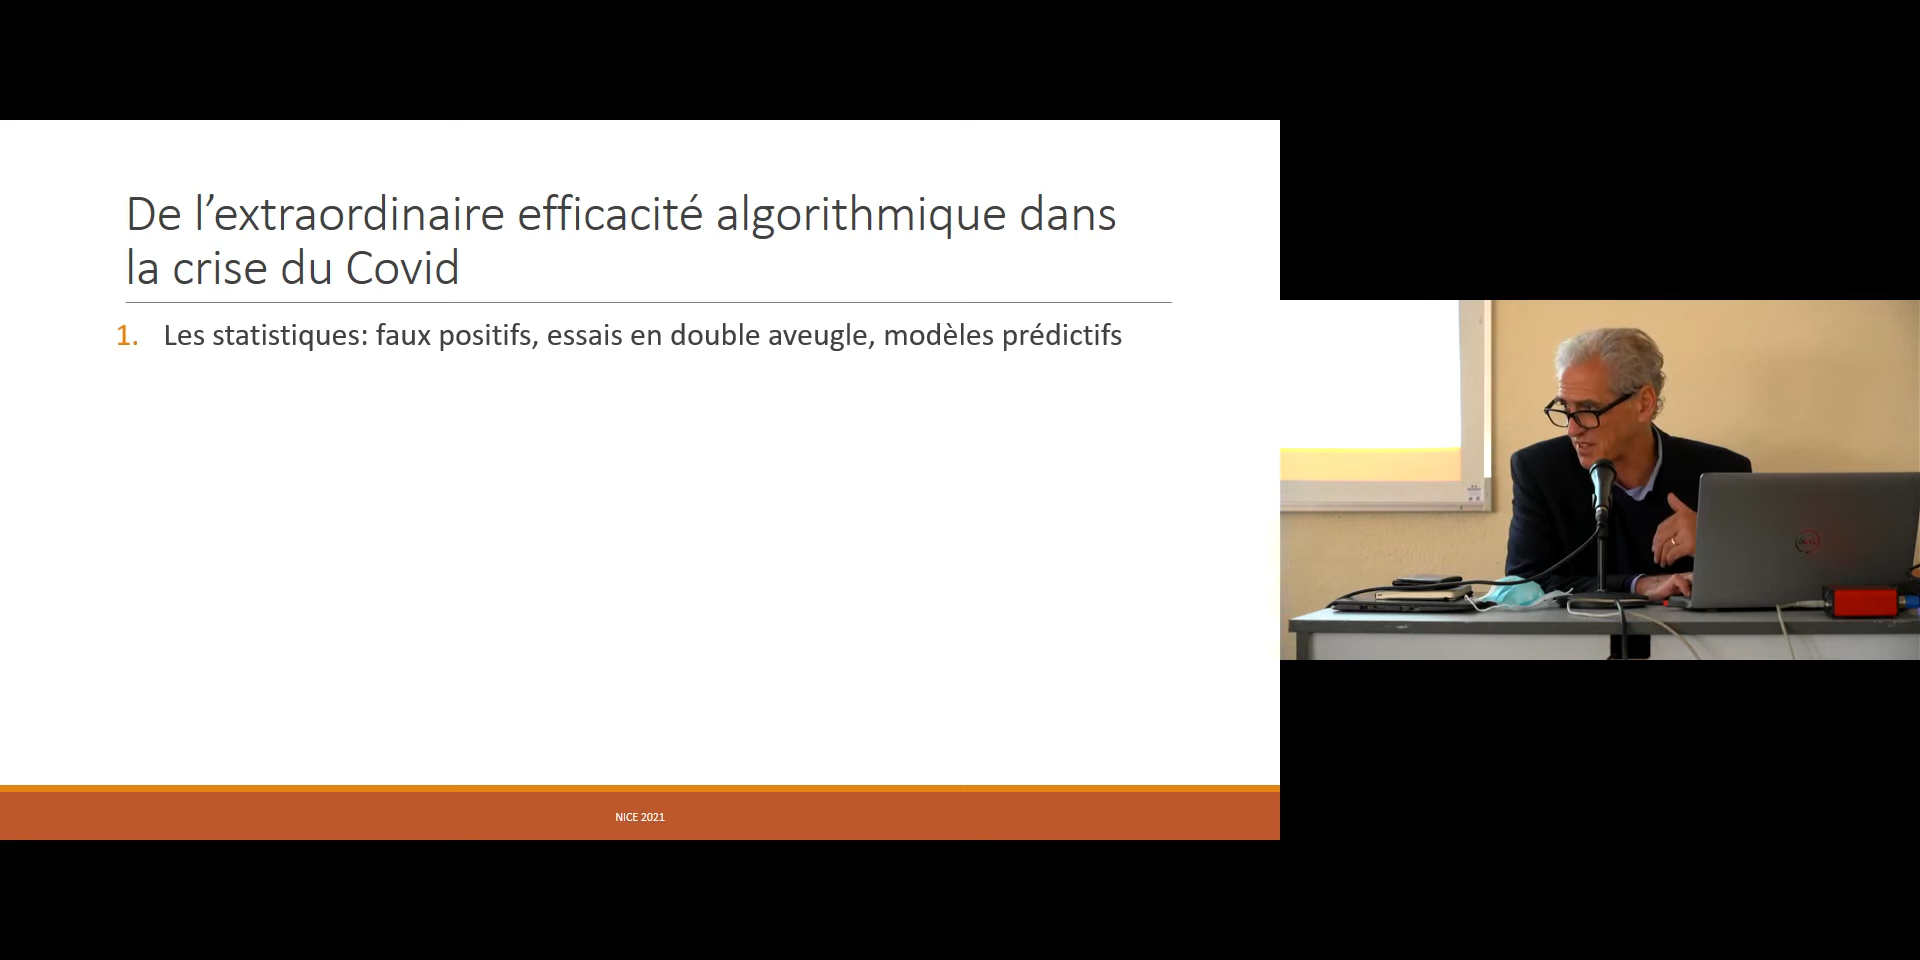 De l’extraordinaire efficacité algorithmique dans
la crise du Covid
1. Les statistiques: faux positifs, essais en double aveugle, modèles prédictifs
NICE 2021
DELL